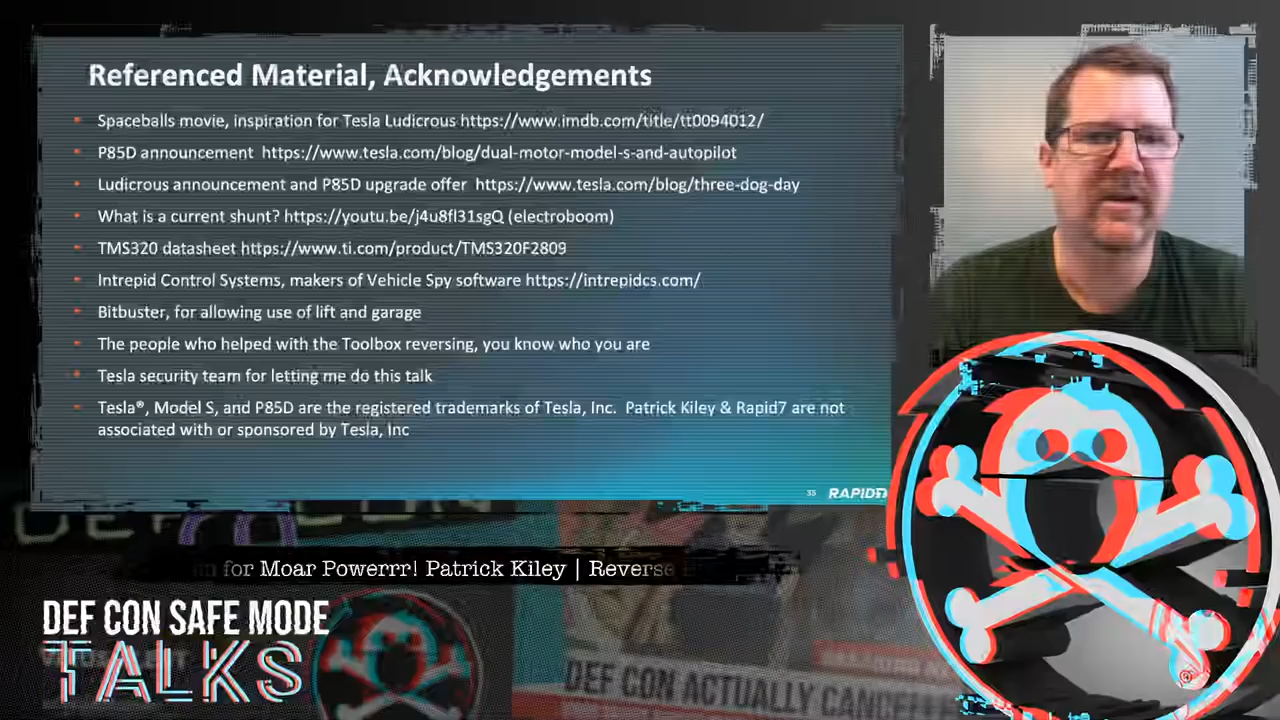 Referenced Material, Acknowledgements
Spaceballs movie, inspiration for Tesla Ludicrous https://www.imdb.com/title/tt0094012/
P85D announcement https://www.tesla.com/blog/dual-motor-model-s-and-autopilot
Ludicrous announcement and P85D upgrade offer https://www.tesla.com/blog/three-dog-day
What is a current shunt? https://youtu.be/j4u8fl31sgQ (electroboom)
TMS320 datasheet https://www.ti.com/product/TMS320F2809
Intrepid Control Systems, makers of Vehicle Spy software https://intrepidcs.com/
Bitbuster, for allowing use of lift and garage
The people who helped with the Toolbox reversing, you know who you are
Tesla security team for letting me do this talk
Tesla®, Model S, and P85D are the registered trademarks of Tesla, Inc. Patrick Kiley & Rapid7 are not
associated with or sponsored by Tesla, Inc
35 RAPID7
DEF CON
for Moar Powerrr! Patrick Kiley | Reverse
DEF CON SAFE MODE
TALKS
DEF CON ACTUALLY CANCELLED